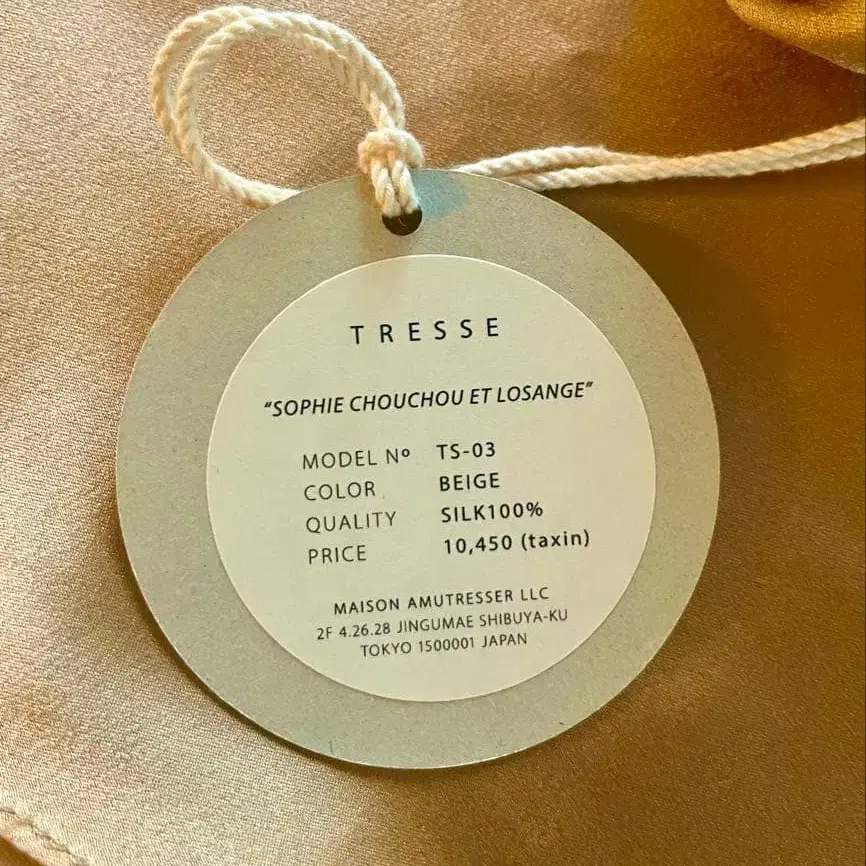 TRESSE
"SOPHIE CHOUCHOU ET LOSANGE"
MODEL Nº TS-03
COLOR BEIGE
QUALITY SILK100%
PRICE 10,450 (taxin)
MAISON AMUTRESSER LLC
2F 4.26.28 JINGUMAE SHIBUYA-KU
TOKYO 1500001 JAPAN